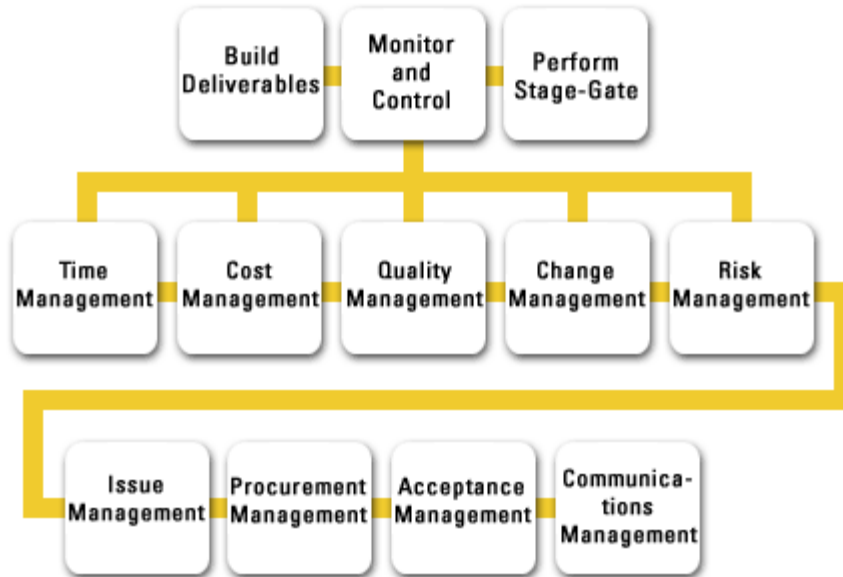 Build
Deliverables
Monitor
and
Control
Perform
Stage-Gate
Time
Management
Cost
Management
Quality
Management
Change
Management
Risk
Management
Issue
Management
Procurement
Management
Acceptance
Management
Communica-
tions
Management